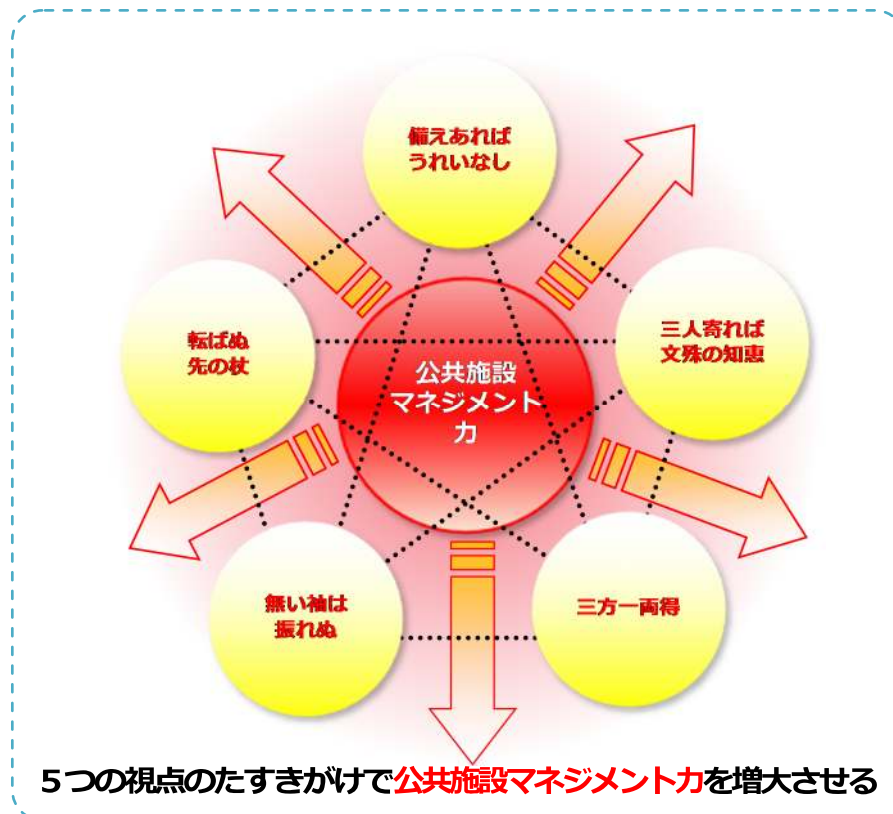 備えあれば
うれいなし
三人寄れば
文殊の知恵
転ばぬ
先の杖
公共施設
マネジメント
力
無い袖は
振れぬ
三方一両得
５つの視点のたすきがけで公共施設マネジメント力を増大させる